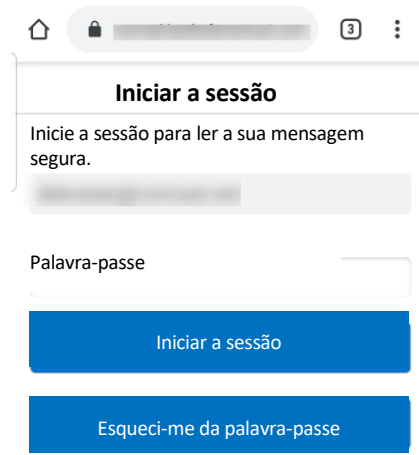 3
Iniciar a sessão
Inicie a sessão para ler a sua mensagem
segura.
Palavra-passe
Iniciar a sessão
Esqueci-me da palavra-passe